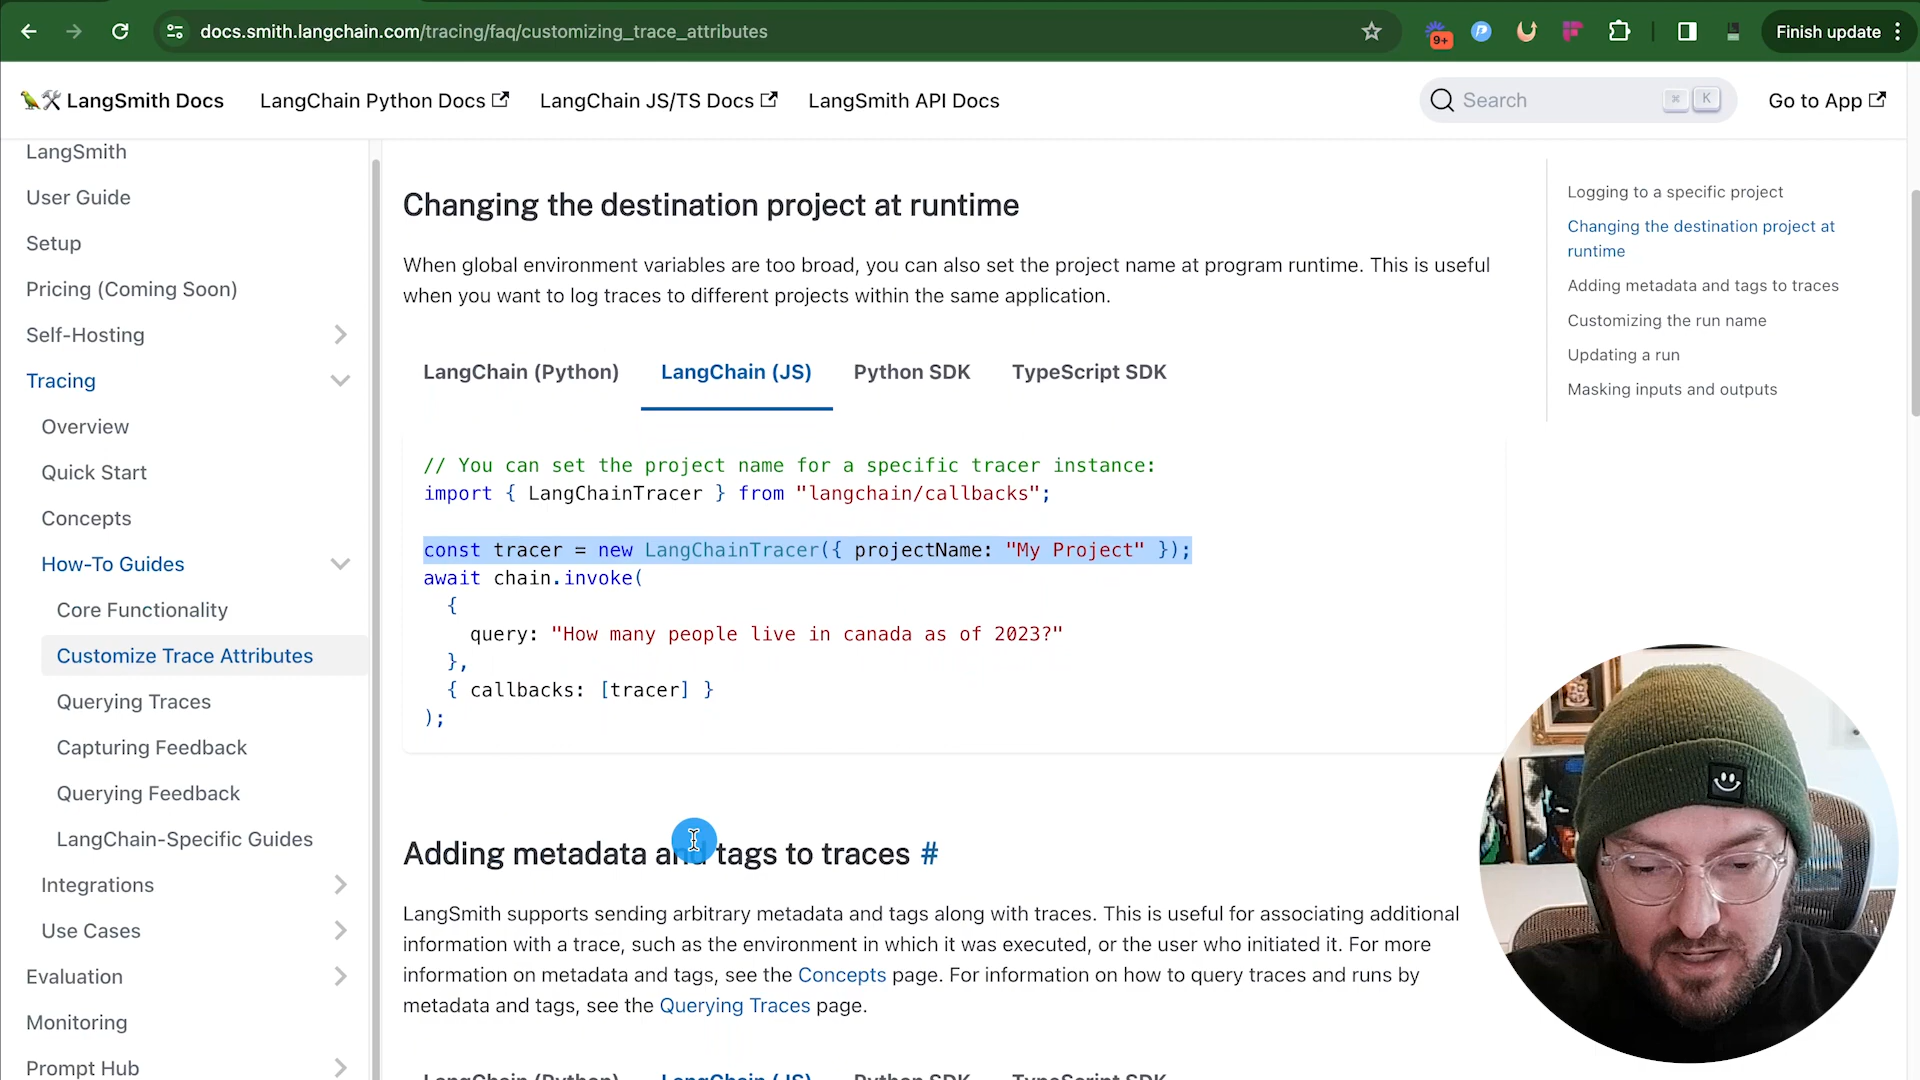 docs.smith.langchain.com/tracing/faq/customizing_trace_attributes
9+
Finish update
LangSmith Docs
LangChain Python Docs
LangChain JS/TS Docs
LangSmith API Docs
Search
⌘ K
Go to App
LangSmith
User Guide
Setup
Pricing (Coming Soon)
Self-Hosting
Tracing
Overview
Quick Start
Concepts
How-To Guides
Core Functionality
Customize Trace Attributes
Querying Traces
Capturing Feedback
Querying Feedback
LangChain-Specific Guides
Integrations
Use Cases
Evaluation
Monitoring
Prompt Hub
Changing the destination project at runtime
When global environment variables are too broad, you can also set the project name at program runtime. This is useful
when you want to log traces to different projects within the same application.
LangChain (Python)
LangChain (JS)
Python SDK
TypeScript SDK
// You can set the project name for a specific tracer instance:
import { LangChainTracer } from "langchain/callbacks";
const tracer = new LangChainTracer({ projectName: "My Project" });
await chain.invoke(
{
query: "How many people live in canada as of 2023?"
},
{ callbacks: [tracer] }
);
Adding metadata and tags to traces #
LangSmith supports sending arbitrary metadata and tags along with traces. This is useful for associating additional
information with a trace, such as the environment in which it was executed, or the user who initiated it. For more
information on metadata and tags, see the Concepts page. For information on how to query traces and runs by
metadata and tags, see the Querying Traces page.
LangChain (Python)
LangChain (JS)
Python SDK
TypeScript SDK
Logging to a specific project
Changing the destination project at
runtime
Adding metadata and tags to traces
Customizing the run name
Updating a run
Masking inputs and outputs